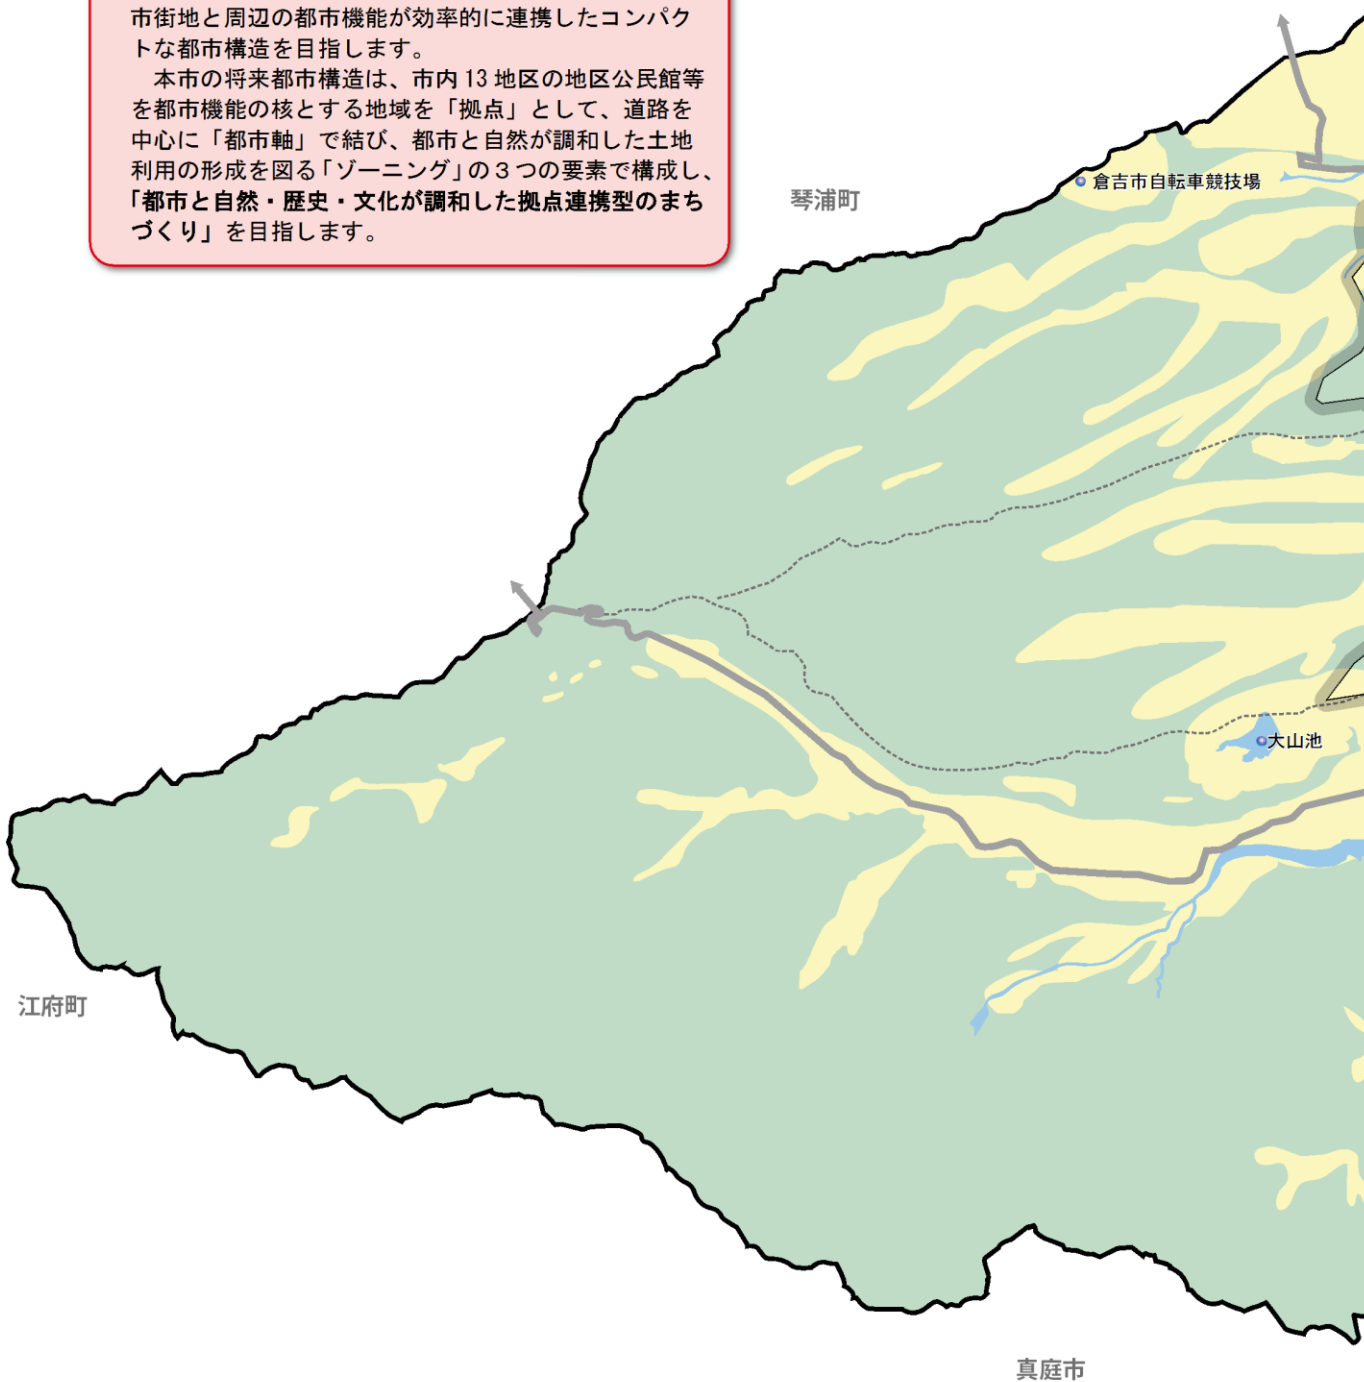 市街地と周辺の都市機能が効率的に連携したコンパク
トな都市構造を目指します。
　本市の将来都市構造は、市内 13 地区の地区公民館等
を都市機能の核とする地域を「拠点」として、道路を
中心に「都市軸」で結び、都市と自然が調和した土地
利用の形成を図る「ゾーニング」の３つの要素で構成し、
「都市と自然・歴史・文化が調和した拠点連携型のまち
づくり」を目指します。
倉吉市自転車競技場
琴浦町
大山池
江府町
真庭市